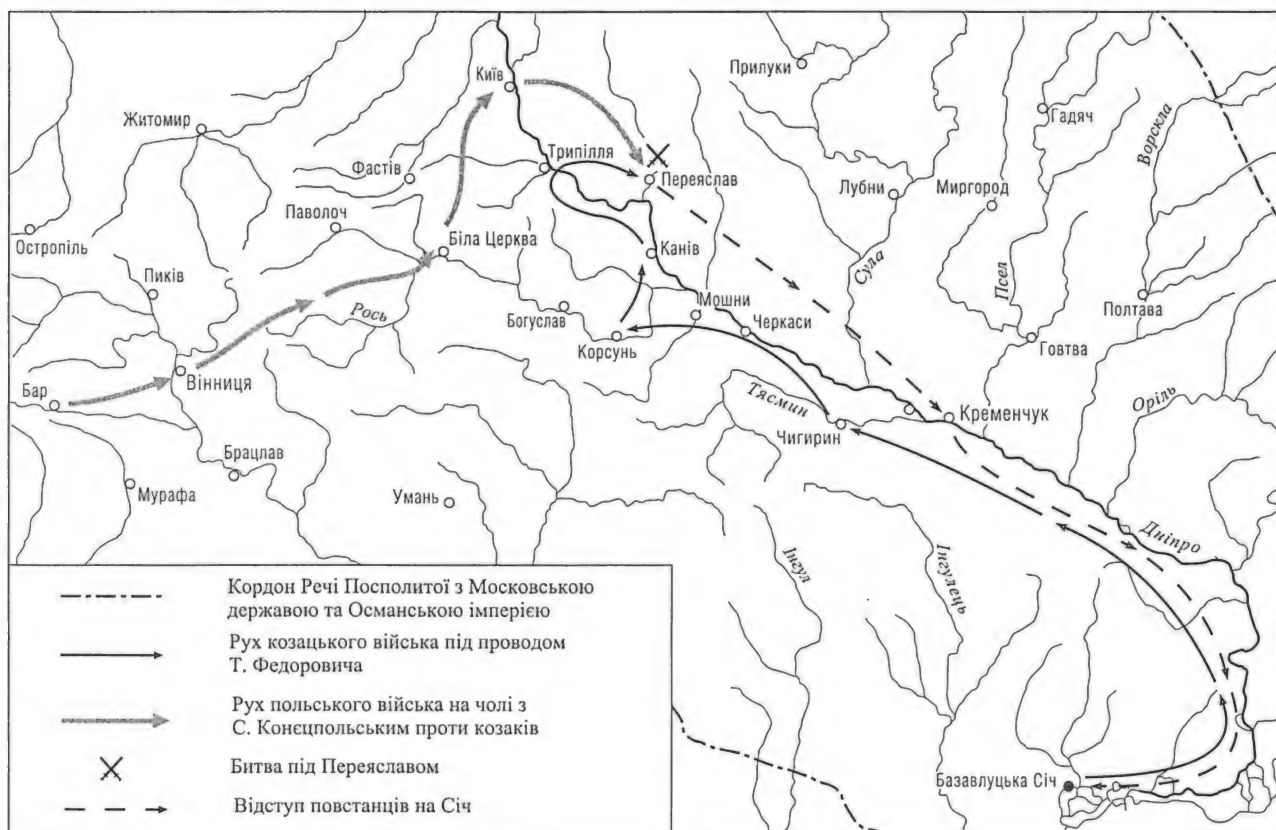 Прилуки
Київ
Гадяч
Ворскла
Житомир
Трипілля
Фастів
Переяслав
Лубни
Миргород
Паволоч
Остропіль
Біла Церква
Канів
Сула
Псел
Пиків
Мошни
Рось
Богуслав
Черкаси
Полтава
Корсунь
Говтва
Вінниця
Бар
Тясмин
Кременчук
Оріль
Чигирин
Брацлав
Мурафа
Умань
Дніпро
Інгул
Інгулець
Базавлуцька Січ
Кордон Речі Посполитої з Московською
державою та Османською імперією
Рух козацького війська під проводом
Т. Федоровича
Рух польського війська на чолі з
С. Конєцпольським проти козаків
Битва під Переяславом
Відступ повстанців на Січ